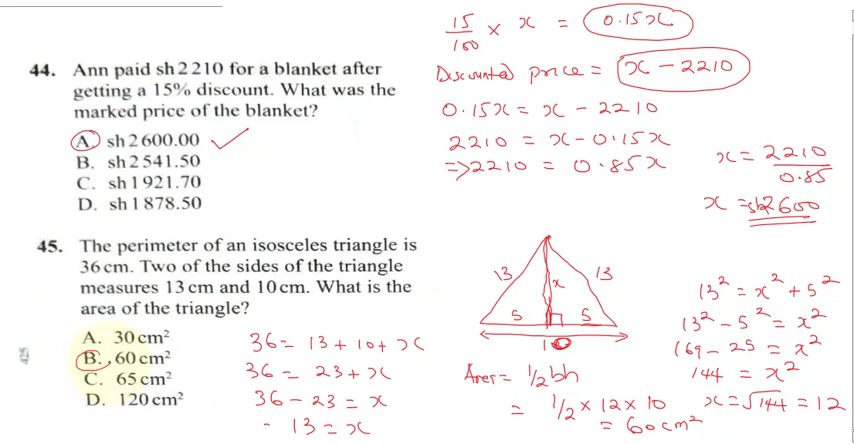 44. Ann paid sh 2 210 for a blanket after
getting a 15% discount. What was the
marked price of the blanket?
A. sh 2 600.00 ✓
B. sh 2 541.50
C. sh 1 921.70
D. sh 1 878.50
15/100 × x = 0.15x
Discounted price = x - 2210
0.15x = x - 2210
2210 = x - 0.15x
=> 2210 = 0.85x
x = 2210/0.85
x = sh2600
45. The perimeter of an isosceles triangle is
36 cm. Two of the sides of the triangle
measures 13 cm and 10 cm. What is the
area of the triangle?
A. 30 cm²
B. 60 cm²
C. 65 cm²
D. 120 cm²
425
36 = 13 + 10 + x
36 = 23 + x
36 - 23 = x
- 13 = x
13 x 13
5 5
10
Area = ½bh
= ½ × 12 × 10
= 60cm²
13² = x² + 5²
13² - 5² = x²
169 - 25 = x²
144 = x²
x = √144 = 12